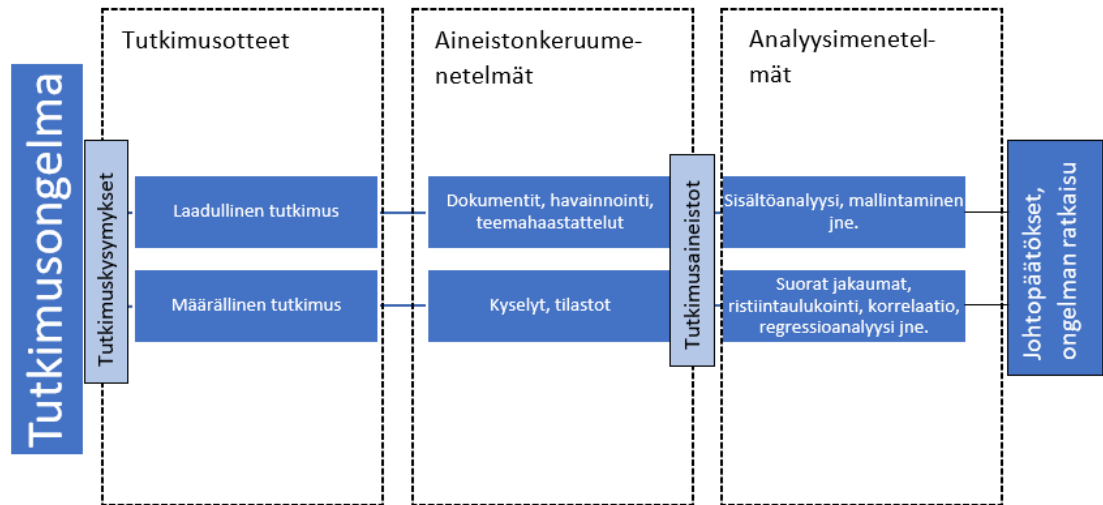 Tutkimusongelma
Tutkimuskysymykset
Tutkimusotteet
Laadullinen tutkimus
Määrällinen tutkimus
Aineistonkeruume-
netelmät
Dokumentit, havainnointi,
teemahaastattelut
Kyselyt, tilastot
Tutkimusaineistot
Analyysimenetel-
mät
Sisältöanalyysi, mallintaminen
jne.
Suorat jakaumat,
ristiintaulukointi, korrelaatio,
regressioanalyysi jne.
Johtopäätökset,
ongelman ratkaisu